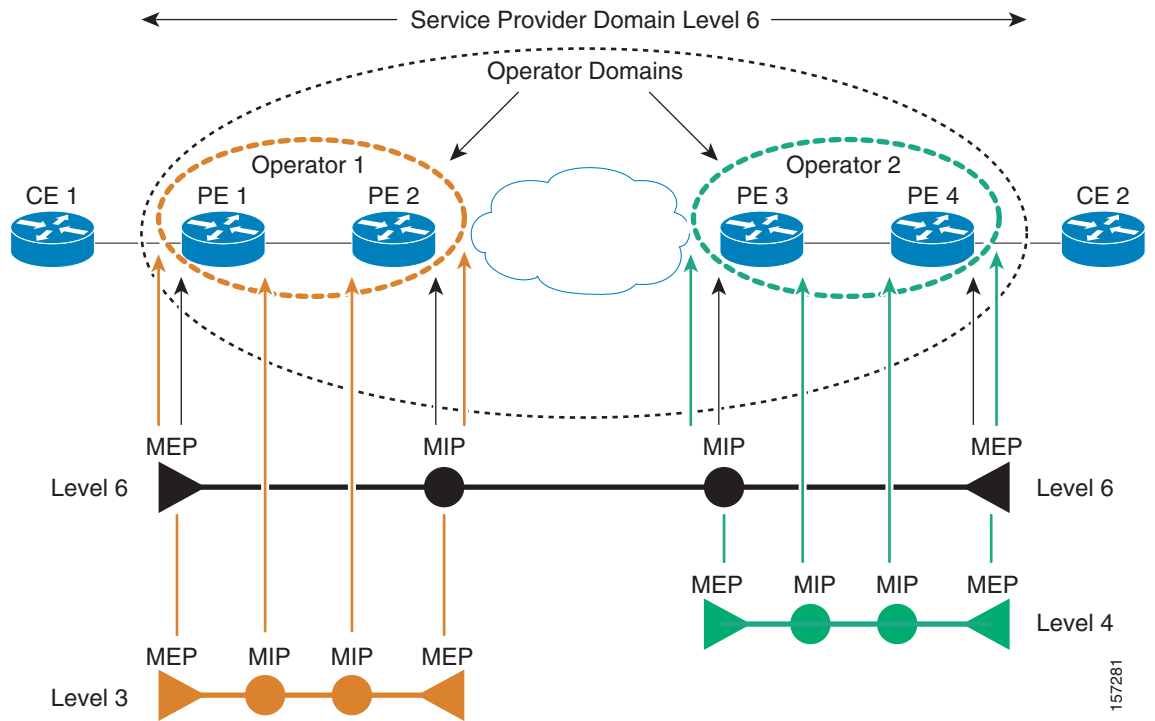 Service Provider Domain Level 6
Operator Domains
Operator 1
Operator 2
CE 1
PE 1
PE 2
PE 3
PE 4
CE 2
MEP
MIP
MIP
MEP
Level 6
Level 6
MEP
MIP
MIP
MEP
Level 4
MEP
MIP
MIP
MEP
Level 3
157281